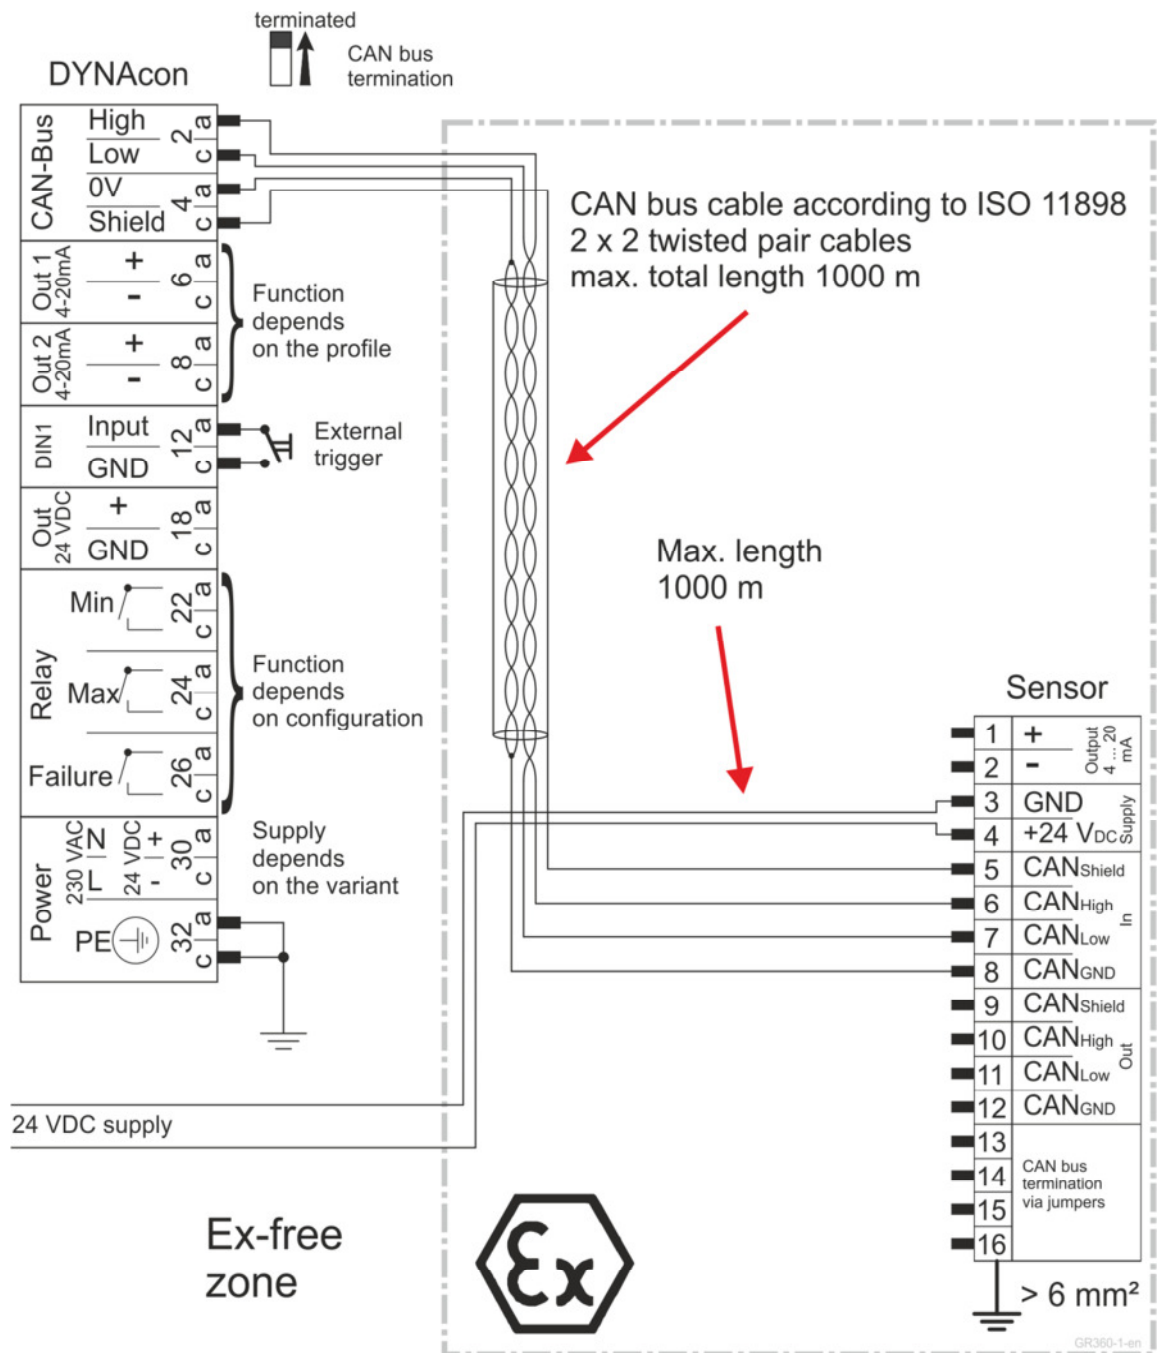 terminated
CAN bus
termination
DYNAcon
CAN-Bus
High
Low
2 a
c
0V
Shield
4 a
c
Out 1
4-20mA
+
-
6 a
c
Out 2
4-20mA
+
-
8 a
c
Function
depends
on the profile
DIN1
Input
GND
12 a
c
External
trigger
Out
24 VDC
+
GND
18 a
c
Relay
Min
22 a
c
Max
24 a
c
Failure
26 a
c
Function
depends
on configuration
Power
230 VAC
N
L
24 VDC
+
-
30 a
c
PE
32 a
c
Supply
depends
on the variant
24 VDC supply
Ex-free
zone
CAN bus cable according to ISO 11898
2 x 2 twisted pair cables
max. total length 1000 m
Max. length
1000 m
Sensor
1 +
2 -
Output
4 ... 20
mA
3 GND
4 +24 VDC
Supply
5 CANShield
6 CANHigh
7 CANLow
8 CANGND
In
9 CANShield
10 CANHigh
11 CANLow
12 CANGND
Out
13
14
15
16
CAN bus
termination
via jumpers
> 6 mm²
Ex
GR360-1-en